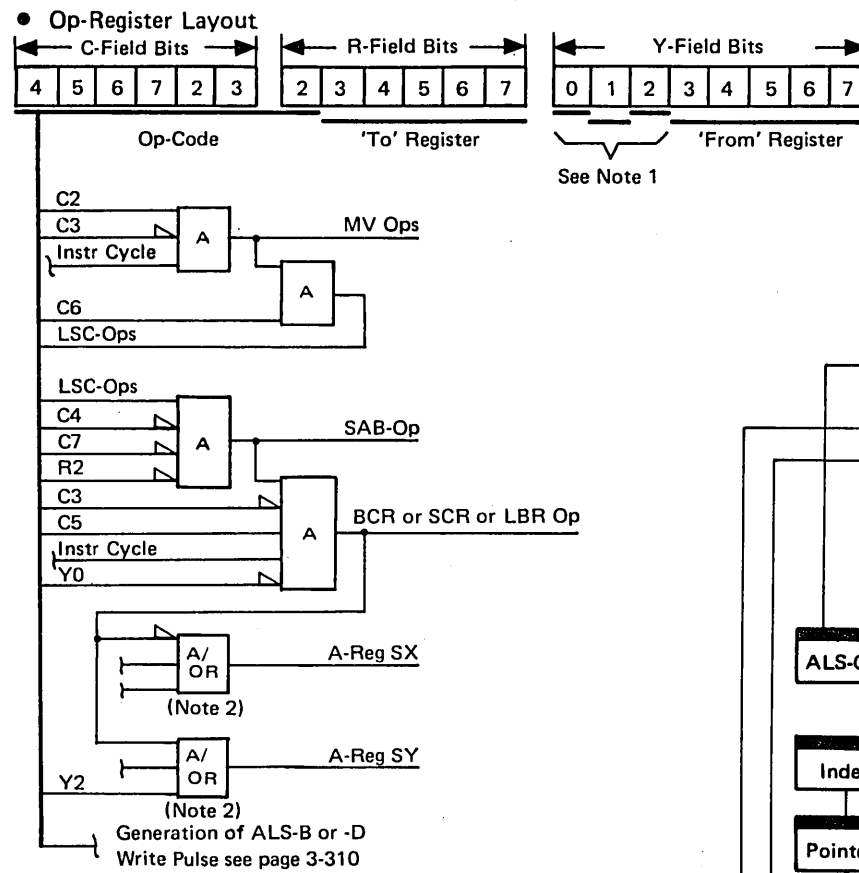 ● Op-Register Layout
C-Field Bits R-Field Bits Y-Field Bits
4 5 6 7 2 3 2 3 4 5 6 7 0 1 2 3 4 5 6 7
Op-Code 'To' Register 'From' Register
See Note 1
C2
C3 A MV Ops
Instr Cycle
A
C6
LSC-Ops
LSC-Ops
C4
C7 A SAB-Op
R2
C3
C5 A BCR or SCR or LBR Op
Instr Cycle
Y0
A/
OR A-Reg SX
(Note 2)
ALS-
A/
OR A-Reg SY
Y2
(Note 2)
Inde
Generation of ALS-B or -D
Write Pulse see page 3-310
Pointe